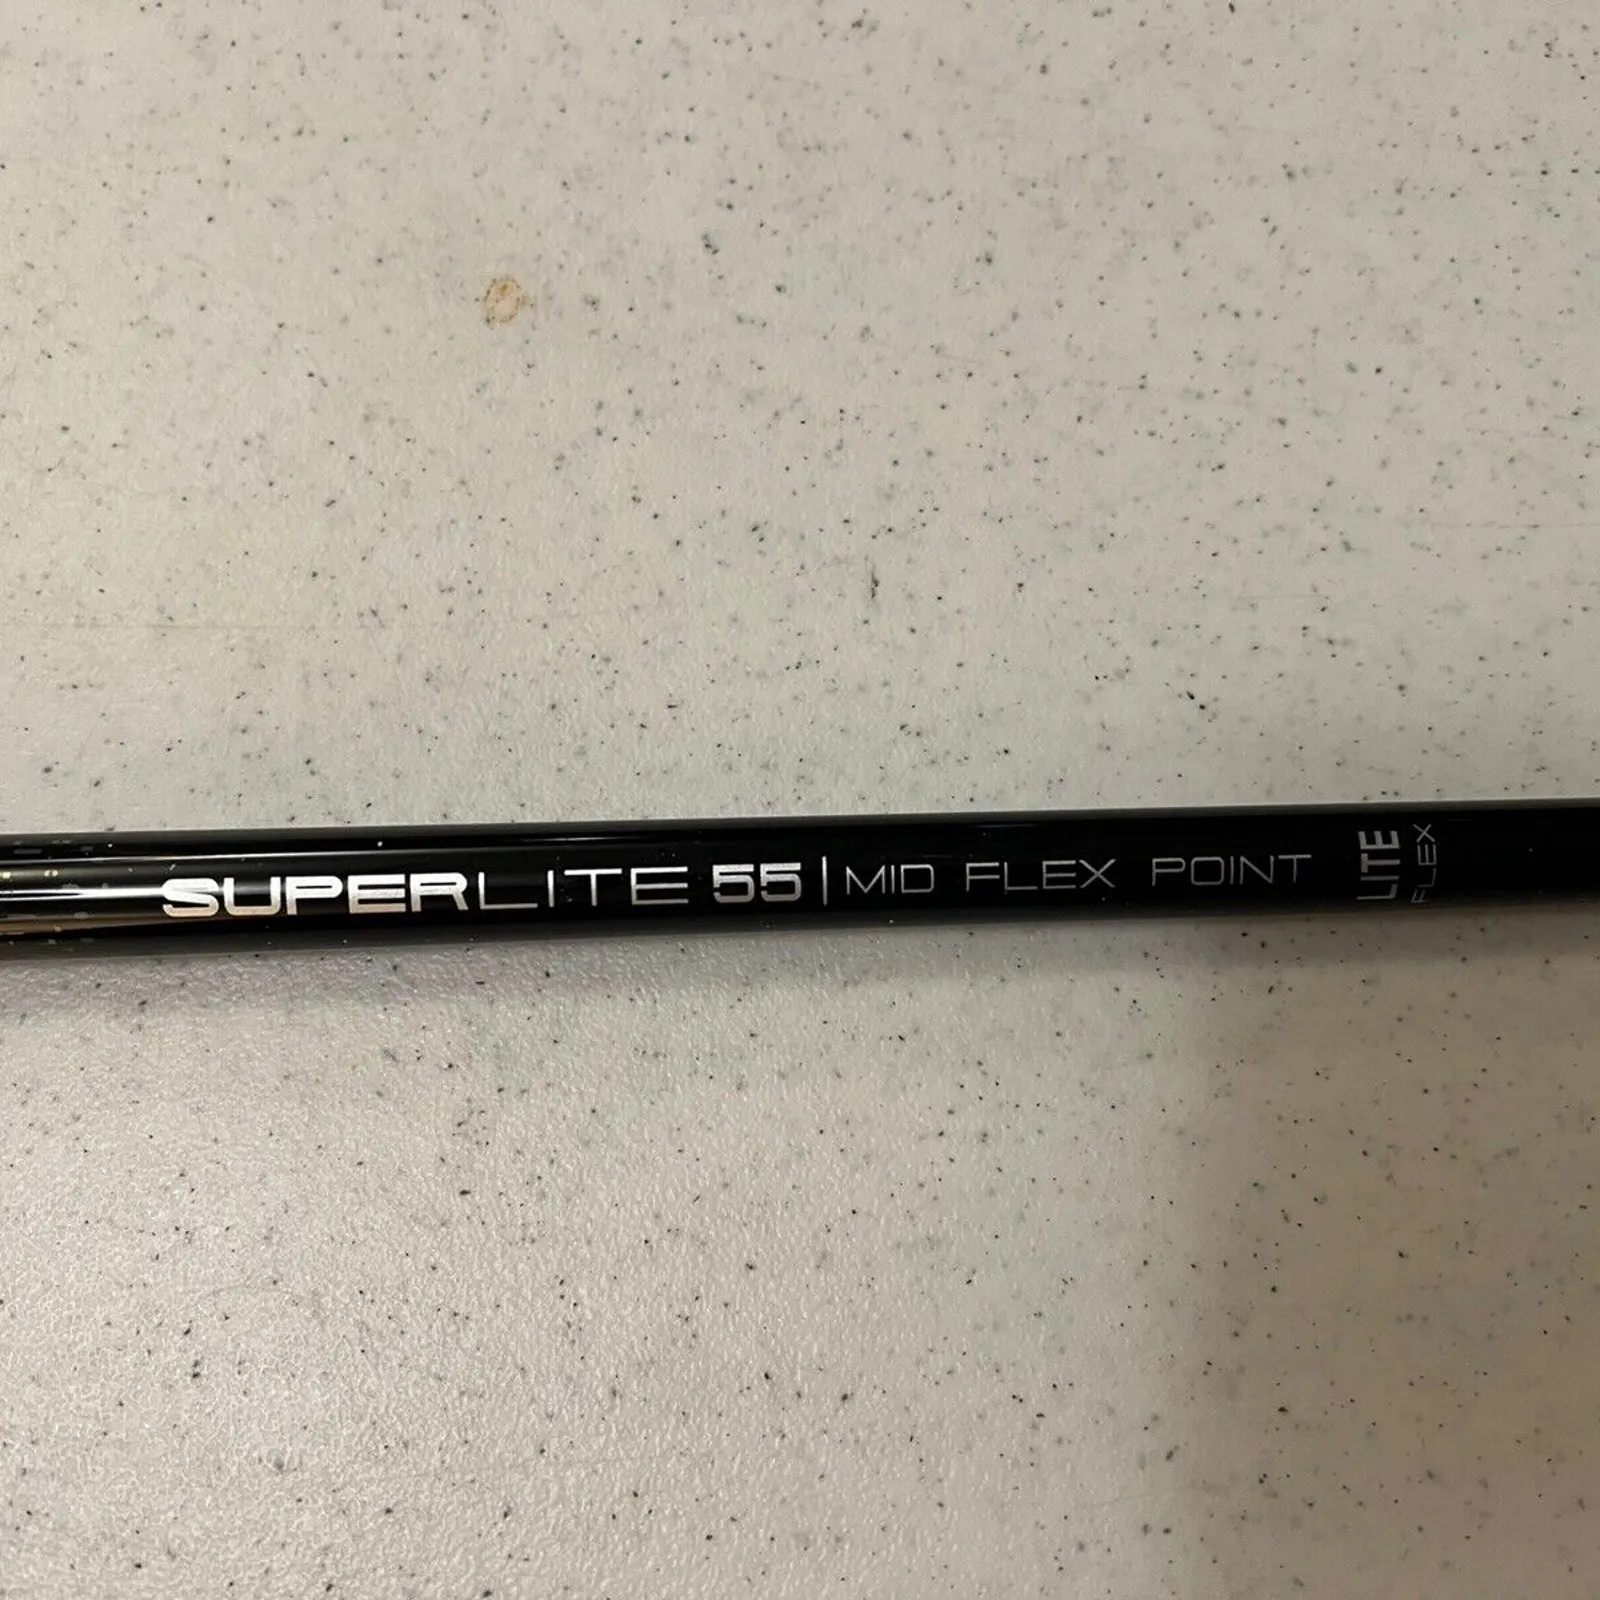 SUPERLITE 55 | MID FLEX POINT
LITE
FLEX